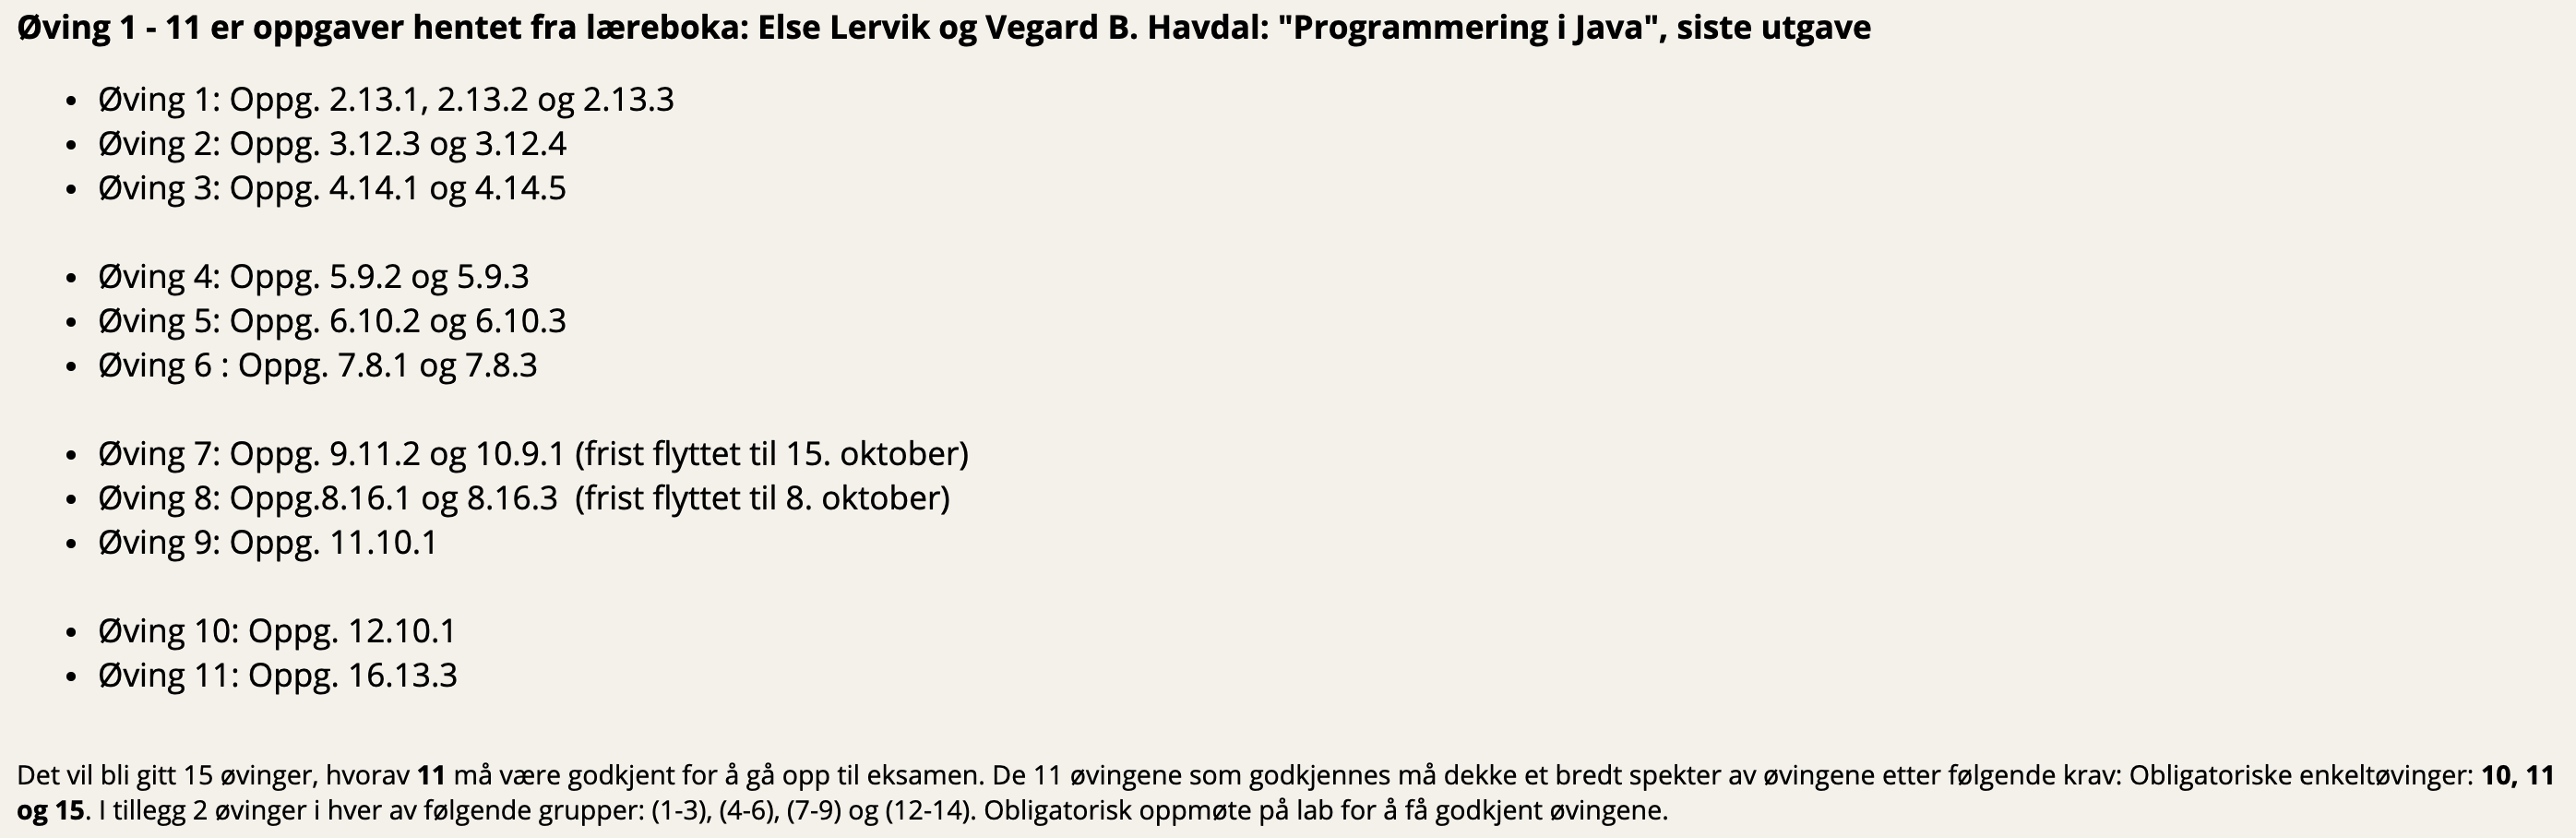 Øving 1 - 11 er oppgaver hentet fra læreboka: Else Lervik og Vegard B. Havdal: "Programmering i Java", siste utgave
• Øving 1: Oppg. 2.13.1, 2.13.2 og 2.13.3
• Øving 2: Oppg. 3.12.3 og 3.12.4
• Øving 3: Oppg. 4.14.1 og 4.14.5
• Øving 4: Oppg. 5.9.2 og 5.9.3
• Øving 5: Oppg. 6.10.2 og 6.10.3
• Øving 6 : Oppg. 7.8.1 og 7.8.3
• Øving 7: Oppg. 9.11.2 og 10.9.1 (frist flyttet til 15. oktober)
• Øving 8: Oppg.8.16.1 og 8.16.3  (frist flyttet til 8. oktober)
• Øving 9: Oppg. 11.10.1
• Øving 10: Oppg. 12.10.1
• Øving 11: Oppg. 16.13.3
Det vil bli gitt 15 øvinger, hvorav 11 må være godkjent for å gå opp til eksamen. De 11 øvingene som godkjennes må dekke et bredt spekter av øvingene etter følgende krav: Obligatoriske enkeltøvinger: 10, 11
og 15. I tillegg 2 øvinger i hver av følgende grupper: (1-3), (4-6), (7-9) og (12-14). Obligatorisk oppmøte på lab for å få godkjent øvingene.